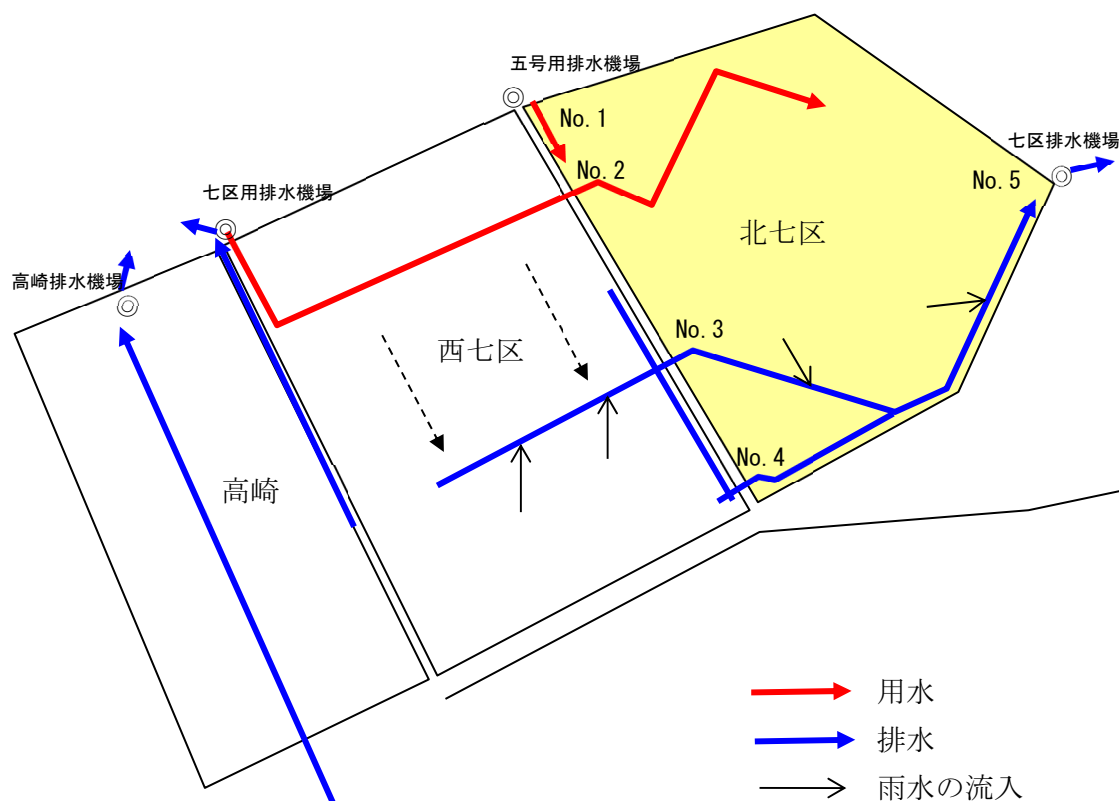 五号用排水機場
No.1
七区排水機場
No.2
No.5
七区用排水機場
北七区
高崎排水機場
No.3
西七区
No.4
高崎
用水
排水
雨水の流入